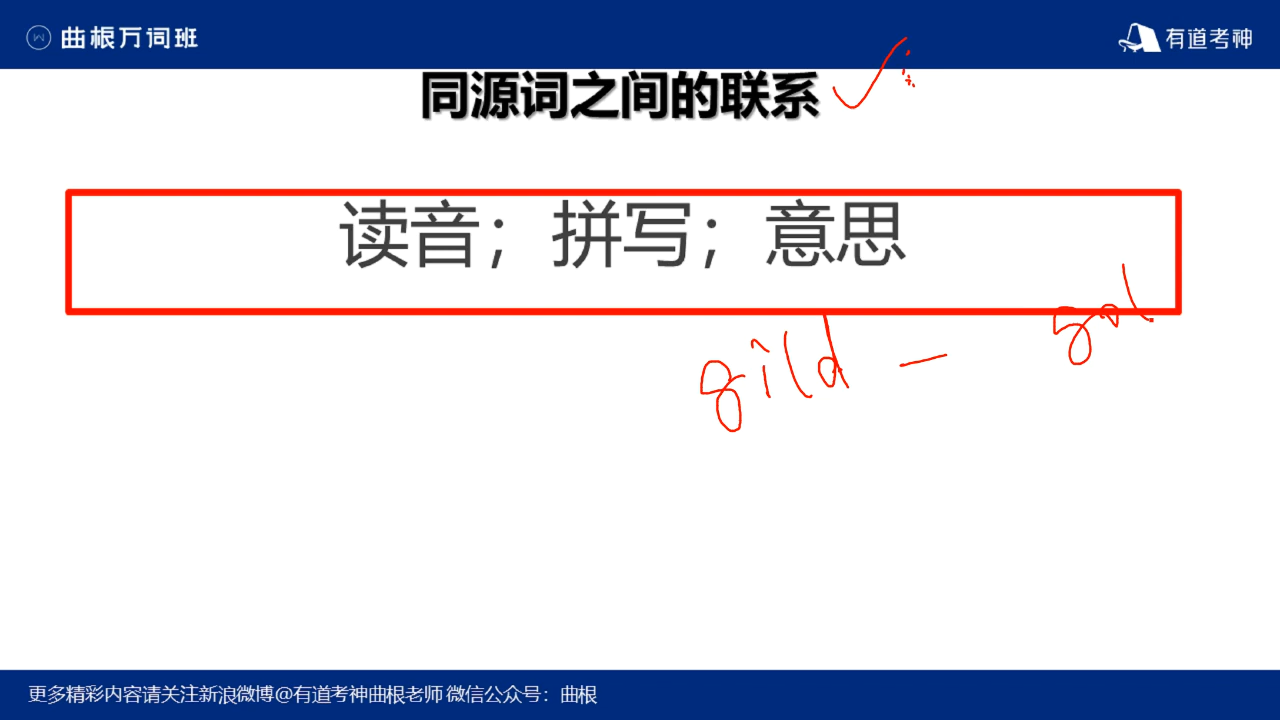 曲根万词班
有道考神
同源词之间的联系
读音；拼写；意思
gild — gol
更多精彩内容请关注新浪微博@有道考神曲根老师 微信公众号：曲根